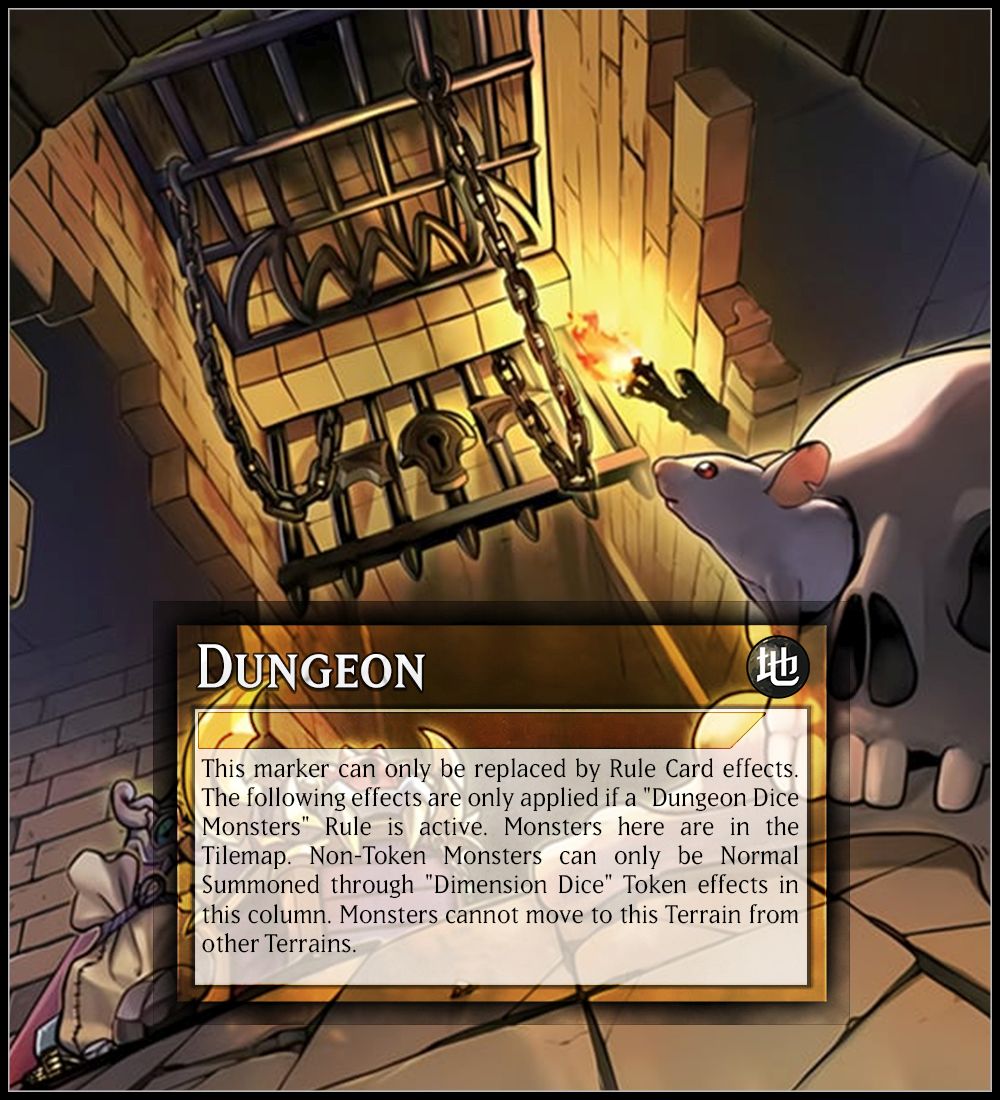 Dungeon
地
This marker can only be replaced by Rule Card effects.
The following effects are only applied if a "Dungeon Dice
Monsters" Rule is active. Monsters here are in the
Tilemap. Non-Token Monsters can only be Normal
Summoned through "Dimension Dice" Token effects in
this column. Monsters cannot move to this Terrain from
other Terrains.